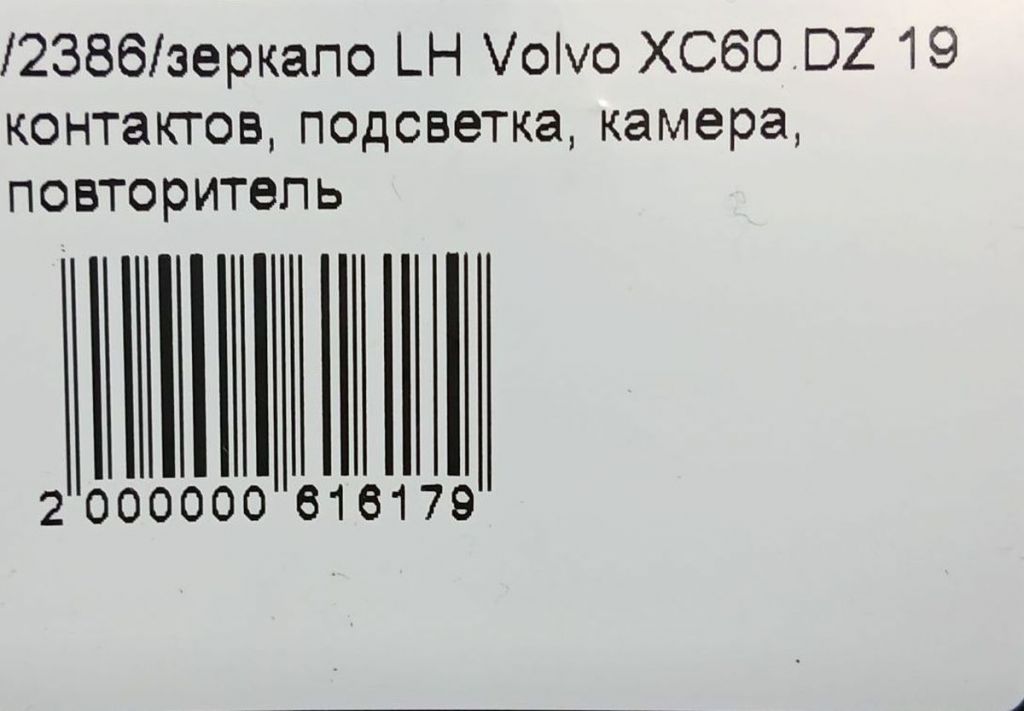 /2386/зеркало LH Volvo XC60 DZ 19
контактов, подсветка, камера,
повторитель
2 000000 616179